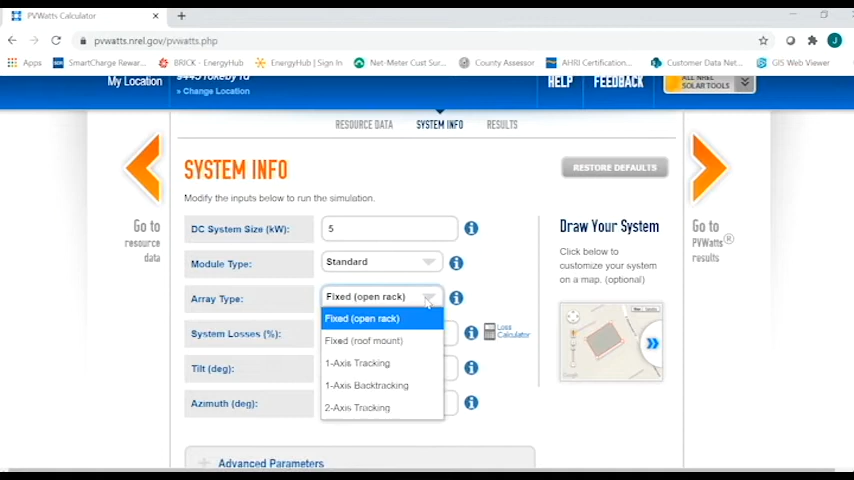 PVWatts Calculator
pvwatts.nrel.gov/pvwatts.php
Apps SmartCharge Rewar... BRICK - EnergyHub EnergyHub | Sign In Net-Meter Cust Sur... County Assessor AHRI Certification... Customer Data Net... GIS Web Viewer
My Location
» Change Location
HELP
FEEDBACK
ALL NREL
SOLAR TOOLS
RESOURCE DATA SYSTEM INFO RESULTS
SYSTEM INFO
RESTORE DEFAULTS
Modify the inputs below to run the simulation.
Go to
resource
data
DC System Size (kW): 5
Module Type: Standard
Array Type: Fixed (open rack)
Fixed (open rack)
Fixed (roof mount)
1-Axis Tracking
1-Axis Backtracking
2-Axis Tracking
System Losses (%):
Loss
Calculator
Tilt (deg):
Azimuth (deg):
Draw Your System
Click below to
customize your system
on a map. (optional)
Google
Go to
PVWatts®
results
Advanced Parameters